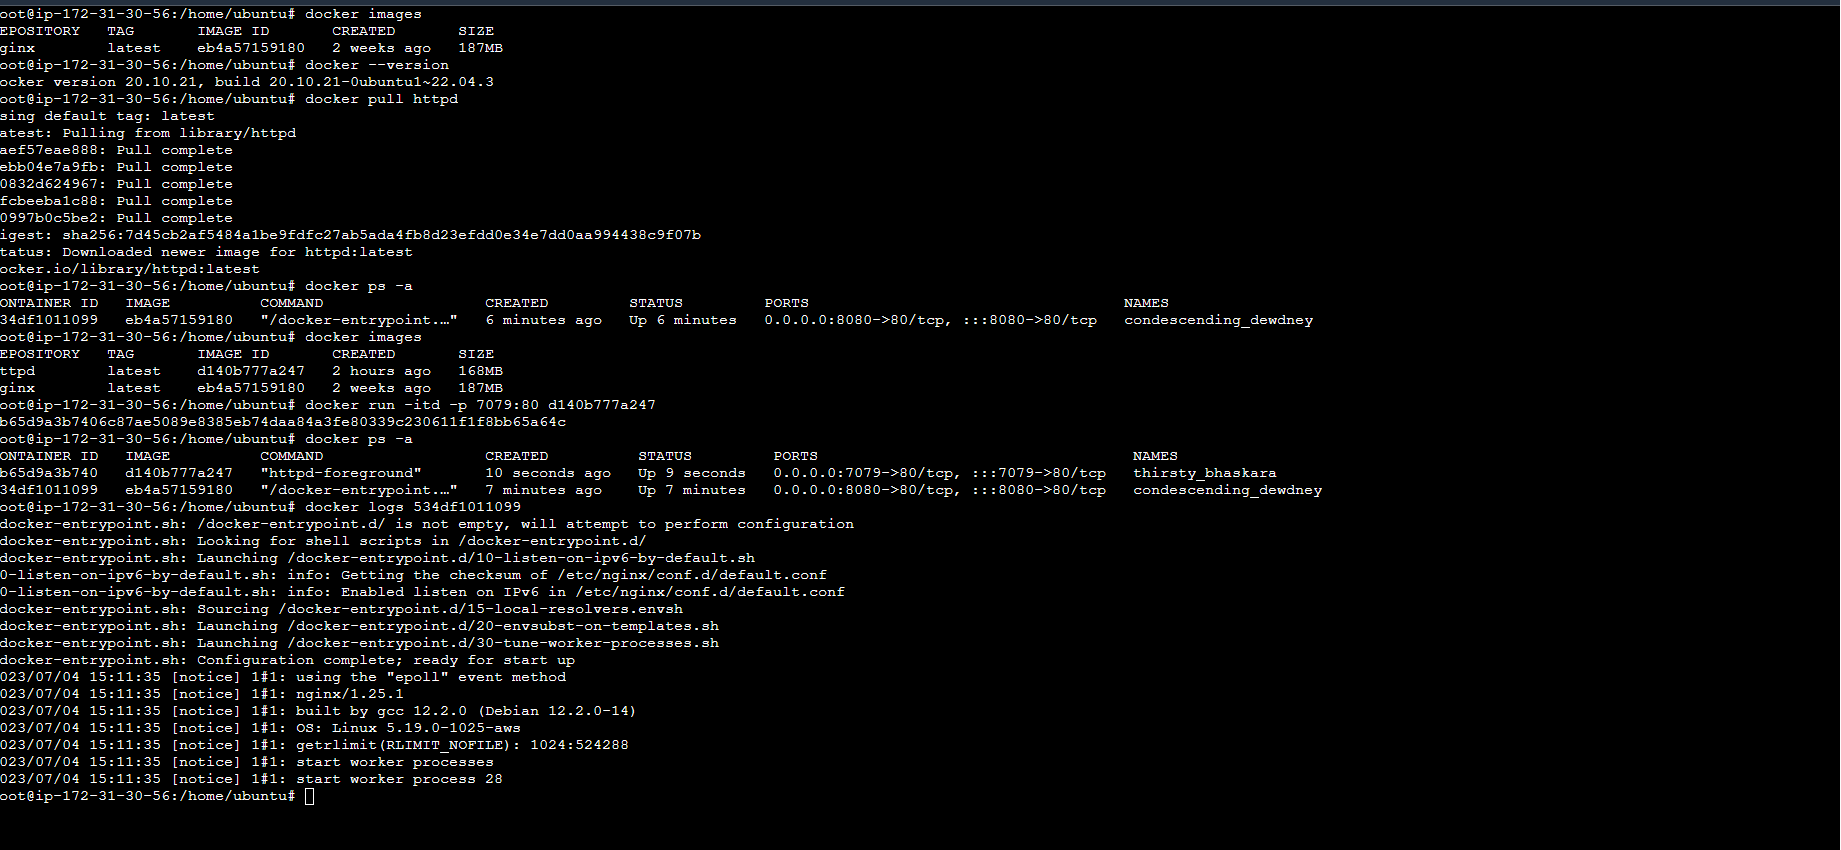 oot@ip-172-31-30-56:/home/ubuntu# docker images
EPOSITORY   TAG       IMAGE ID       CREATED       SIZE
ginx        latest    eb4a57159180   2 weeks ago   187MB
oot@ip-172-31-30-56:/home/ubuntu# docker --version
ocker version 20.10.21, build 20.10.21-0ubuntu1~22.04.3
oot@ip-172-31-30-56:/home/ubuntu# docker pull httpd
sing default tag: latest
atest: Pulling from library/httpd
aef57eae888: Pull complete
ebb04e7a9fb: Pull complete
0832d624967: Pull complete
fcbeeba1c88: Pull complete
0997b0c5be2: Pull complete
igest: sha256:7d45cb2af5484a1be9fdfc27ab5ada4fb8d23efdd0e34e7dd0aa994438c9f07b
tatus: Downloaded newer image for httpd:latest
ocker.io/library/httpd:latest
oot@ip-172-31-30-56:/home/ubuntu# docker ps -a
ONTAINER ID   IMAGE          COMMAND                  CREATED         STATUS         PORTS                                   NAMES
34df1011099   eb4a57159180   "/docker-entrypoint.…"   6 minutes ago   Up 6 minutes   0.0.0.0:8080->80/tcp, :::8080->80/tcp   condescending_dewdney
oot@ip-172-31-30-56:/home/ubuntu# docker images
EPOSITORY   TAG       IMAGE ID       CREATED       SIZE
ttpd        latest    d140b777a247   2 hours ago   168MB
ginx        latest    eb4a57159180   2 weeks ago   187MB
oot@ip-172-31-30-56:/home/ubuntu# docker run -itd -p 7079:80 d140b777a247
b65d9a3b7406c87ae5089e8385eb74daa84a3fe80339c230611f1f8bb65a64c
oot@ip-172-31-30-56:/home/ubuntu# docker ps -a
ONTAINER ID   IMAGE          COMMAND                  CREATED          STATUS         PORTS                                   NAMES
b65d9a3b740   d140b777a247   "httpd-foreground"       10 seconds ago   Up 9 seconds   0.0.0.0:7079->80/tcp, :::7079->80/tcp   thirsty_bhaskara
34df1011099   eb4a57159180   "/docker-entrypoint.…"   7 minutes ago    Up 7 minutes   0.0.0.0:8080->80/tcp, :::8080->80/tcp   condescending_dewdney
oot@ip-172-31-30-56:/home/ubuntu# docker logs 534df1011099
docker-entrypoint.sh: /docker-entrypoint.d/ is not empty, will attempt to perform configuration
docker-entrypoint.sh: Looking for shell scripts in /docker-entrypoint.d/
docker-entrypoint.sh: Launching /docker-entrypoint.d/10-listen-on-ipv6-by-default.sh
0-listen-on-ipv6-by-default.sh: info: Getting the checksum of /etc/nginx/conf.d/default.conf
0-listen-on-ipv6-by-default.sh: info: Enabled listen on IPv6 in /etc/nginx/conf.d/default.conf
docker-entrypoint.sh: Sourcing /docker-entrypoint.d/15-local-resolvers.envsh
docker-entrypoint.sh: Launching /docker-entrypoint.d/20-envsubst-on-templates.sh
docker-entrypoint.sh: Launching /docker-entrypoint.d/30-tune-worker-processes.sh
docker-entrypoint.sh: Configuration complete; ready for start up
023/07/04 15:11:35 [notice] 1#1: using the "epoll" event method
023/07/04 15:11:35 [notice] 1#1: nginx/1.25.1
023/07/04 15:11:35 [notice] 1#1: built by gcc 12.2.0 (Debian 12.2.0-14)
023/07/04 15:11:35 [notice] 1#1: OS: Linux 5.19.0-1025-aws
023/07/04 15:11:35 [notice] 1#1: getrlimit(RLIMIT_NOFILE): 1024:524288
023/07/04 15:11:35 [notice] 1#1: start worker processes
023/07/04 15:11:35 [notice] 1#1: start worker process 28
oot@ip-172-31-30-56:/home/ubuntu#